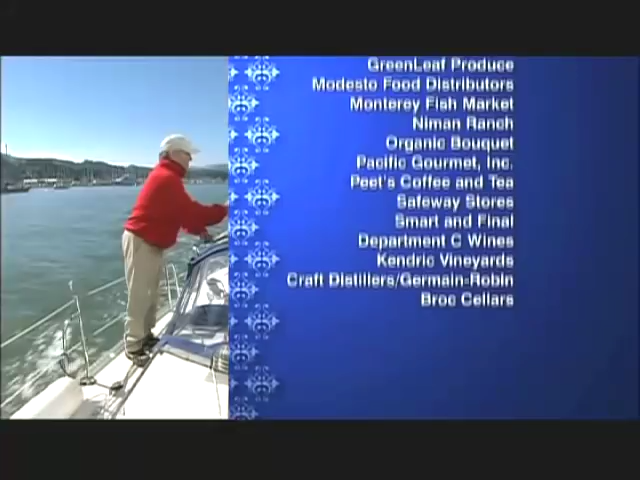 GreenLeaf Produce
Modesto Food Distributors
Monterey Fish Market
Niman Ranch
Organic Bouquet
Pacific Gourmet, Inc.
Peet's Coffee and Tea
Safeway Stores
Smart and Final
Department C Wines
Kendric Vineyards
Craft Distillers/Germain-Robin
Broc Cellars